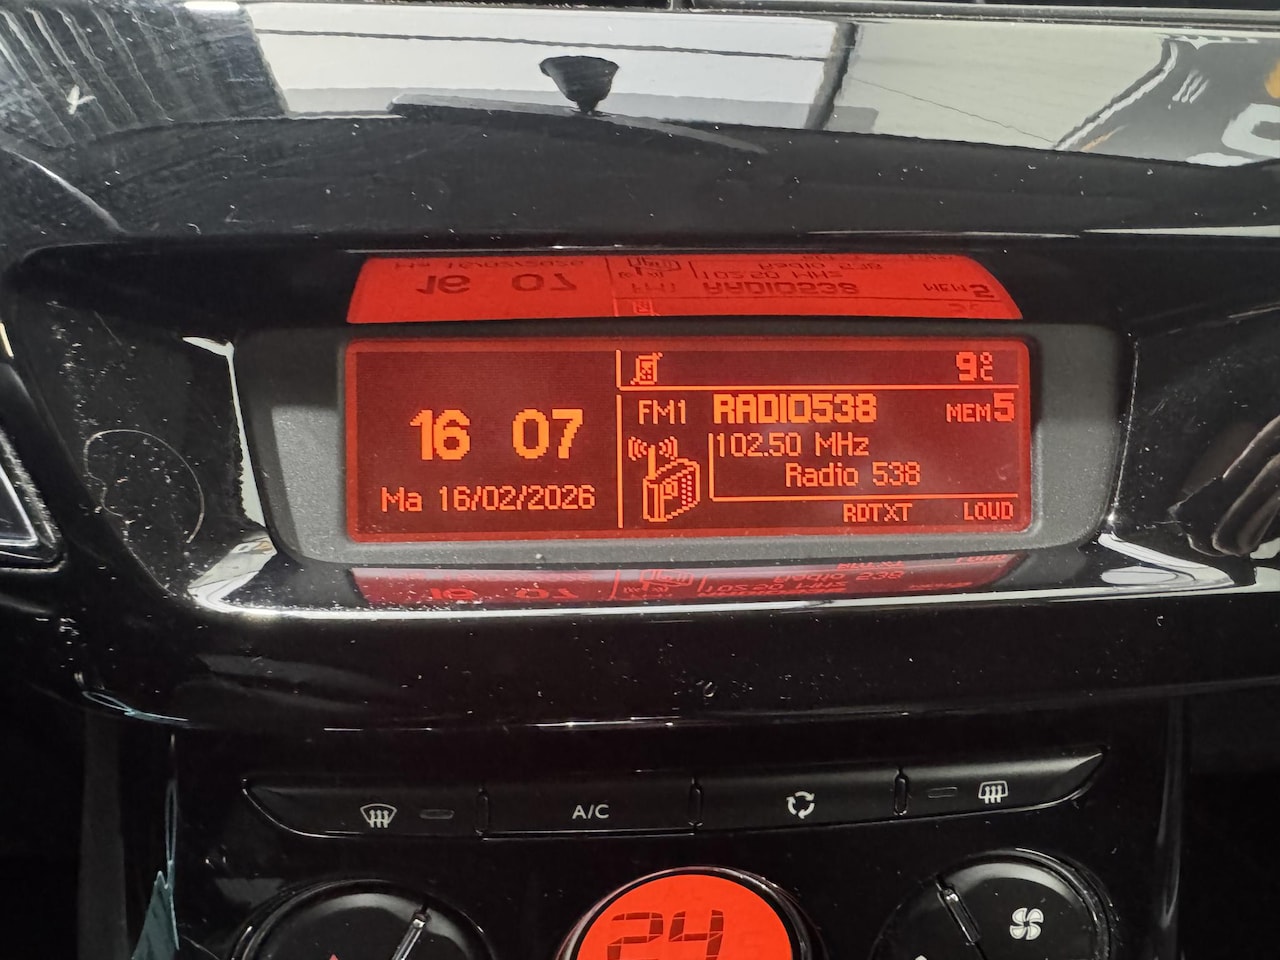 9°C
FM1 RADIO538 MEM5
16 07
102.50 MHz
Radio 538
Ma 16/02/2026
RDTXT LOUD
A/C
24